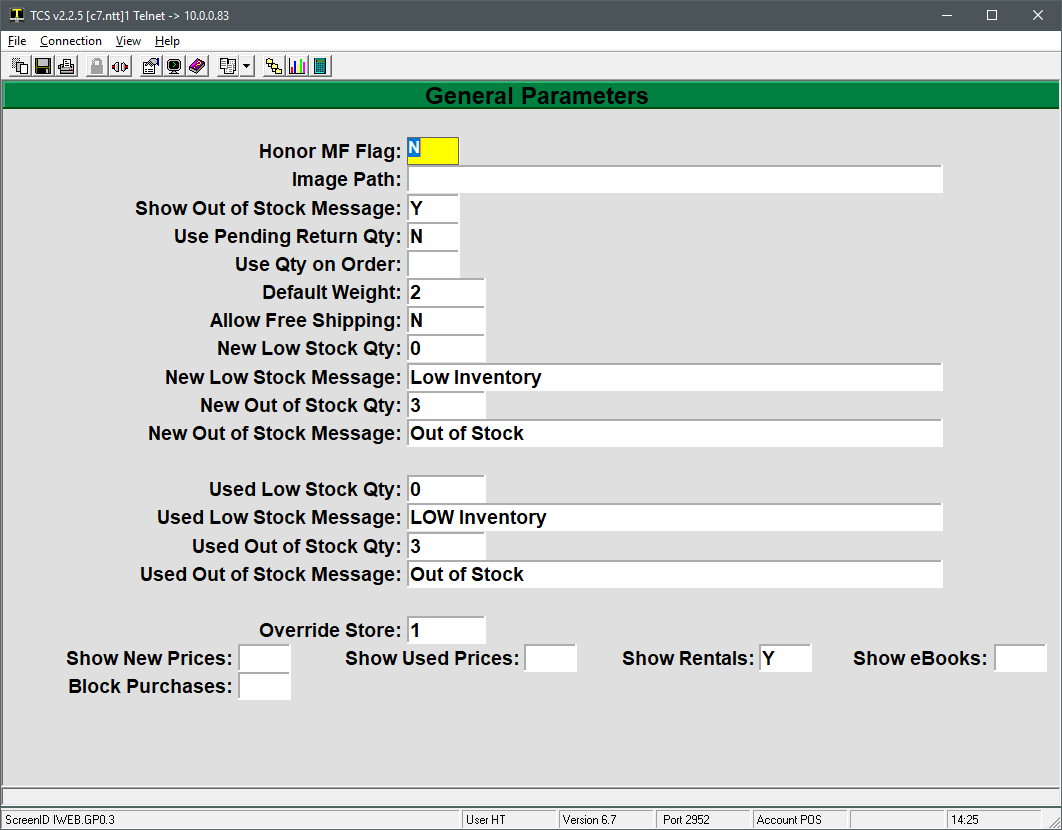 TCS v2.2.5 [c7.ntt]1 Telnet -> 10.0.0.83
File Connection View Help
General Parameters
Honor MF Flag: N
Image Path:
Show Out of Stock Message: Y
Use Pending Return Qty: N
Use Qty on Order:
Default Weight: 2
Allow Free Shipping: N
New Low Stock Qty: 0
New Low Stock Message: Low Inventory
New Out of Stock Qty: 3
New Out of Stock Message: Out of Stock
Used Low Stock Qty: 0
Used Low Stock Message: LOW Inventory
Used Out of Stock Qty: 3
Used Out of Stock Message: Out of Stock
Override Store: 1
Show New Prices: Show Used Prices: Show Rentals: Y Show eBooks:
Block Purchases:
ScreenID IWEB.GP0.3 User HT Version 6.7 Port 2952 Account POS 14:25